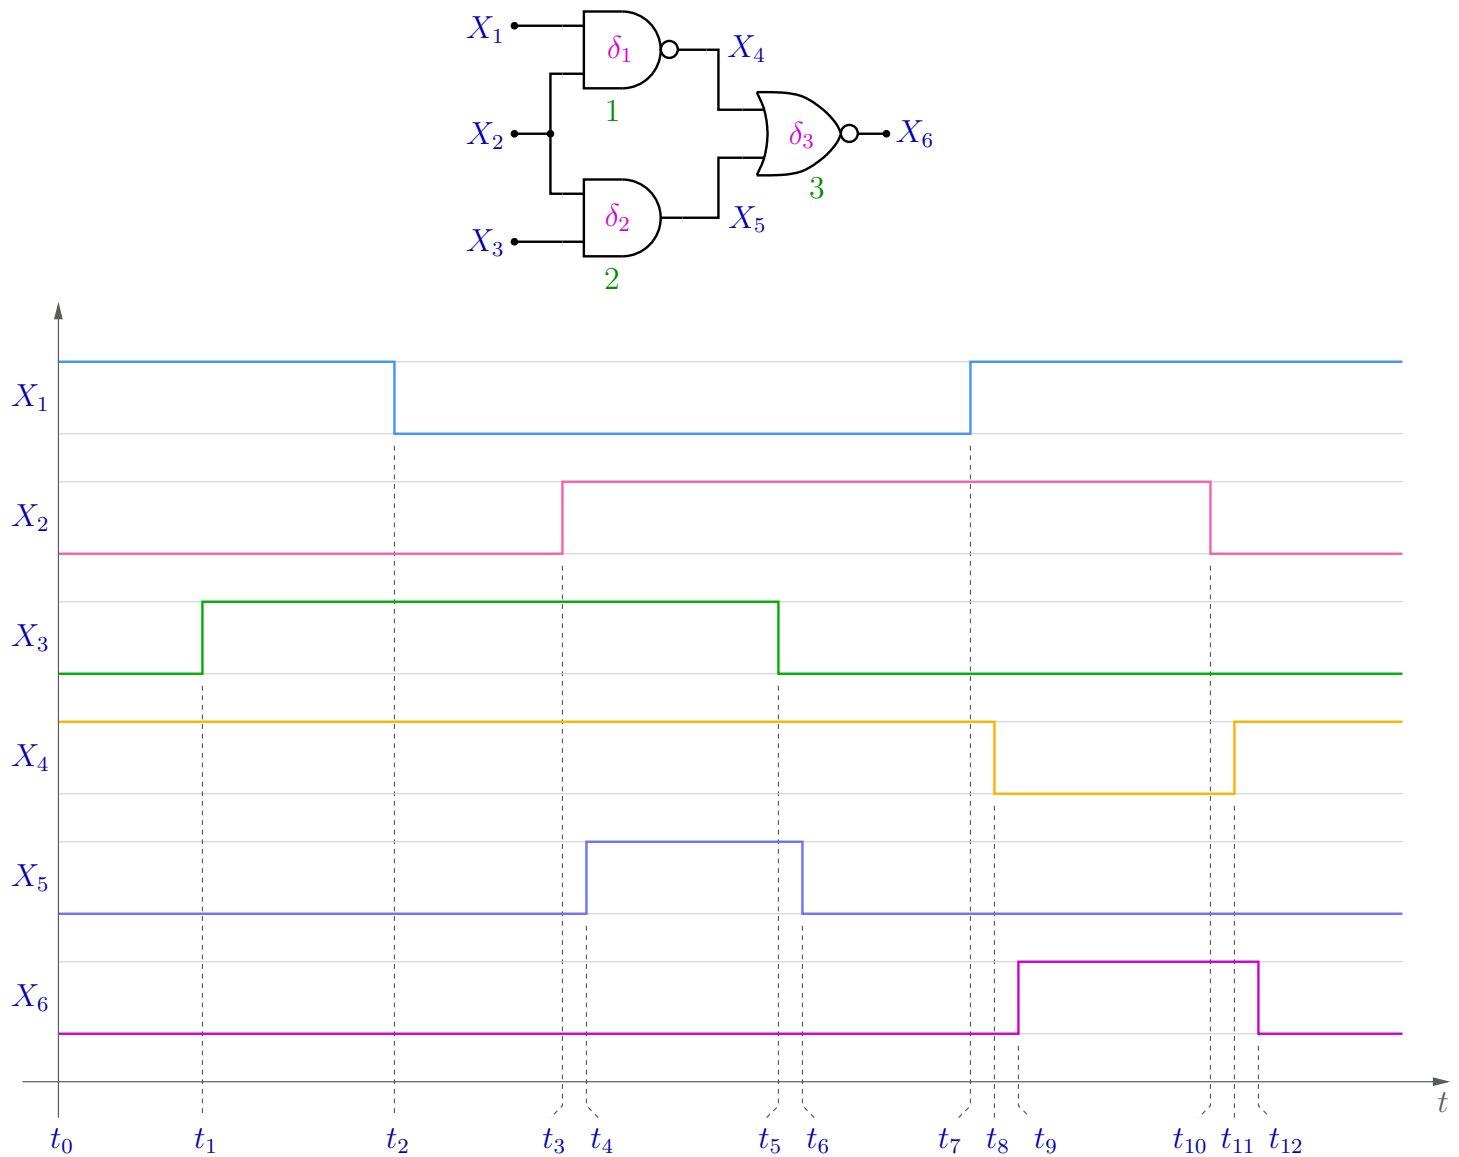 X₁
δ₁
X₄
1
X₂
δ₃
X₆
3
δ₂
X₅
X₃
2
X₁
X₂
X₃
X₄
X₅
X₆
t
t₀ t₁ t₂ t₃ t₄ t₅ t₆ t₇ t₈ t₉ t₁₀ t₁₁ t₁₂